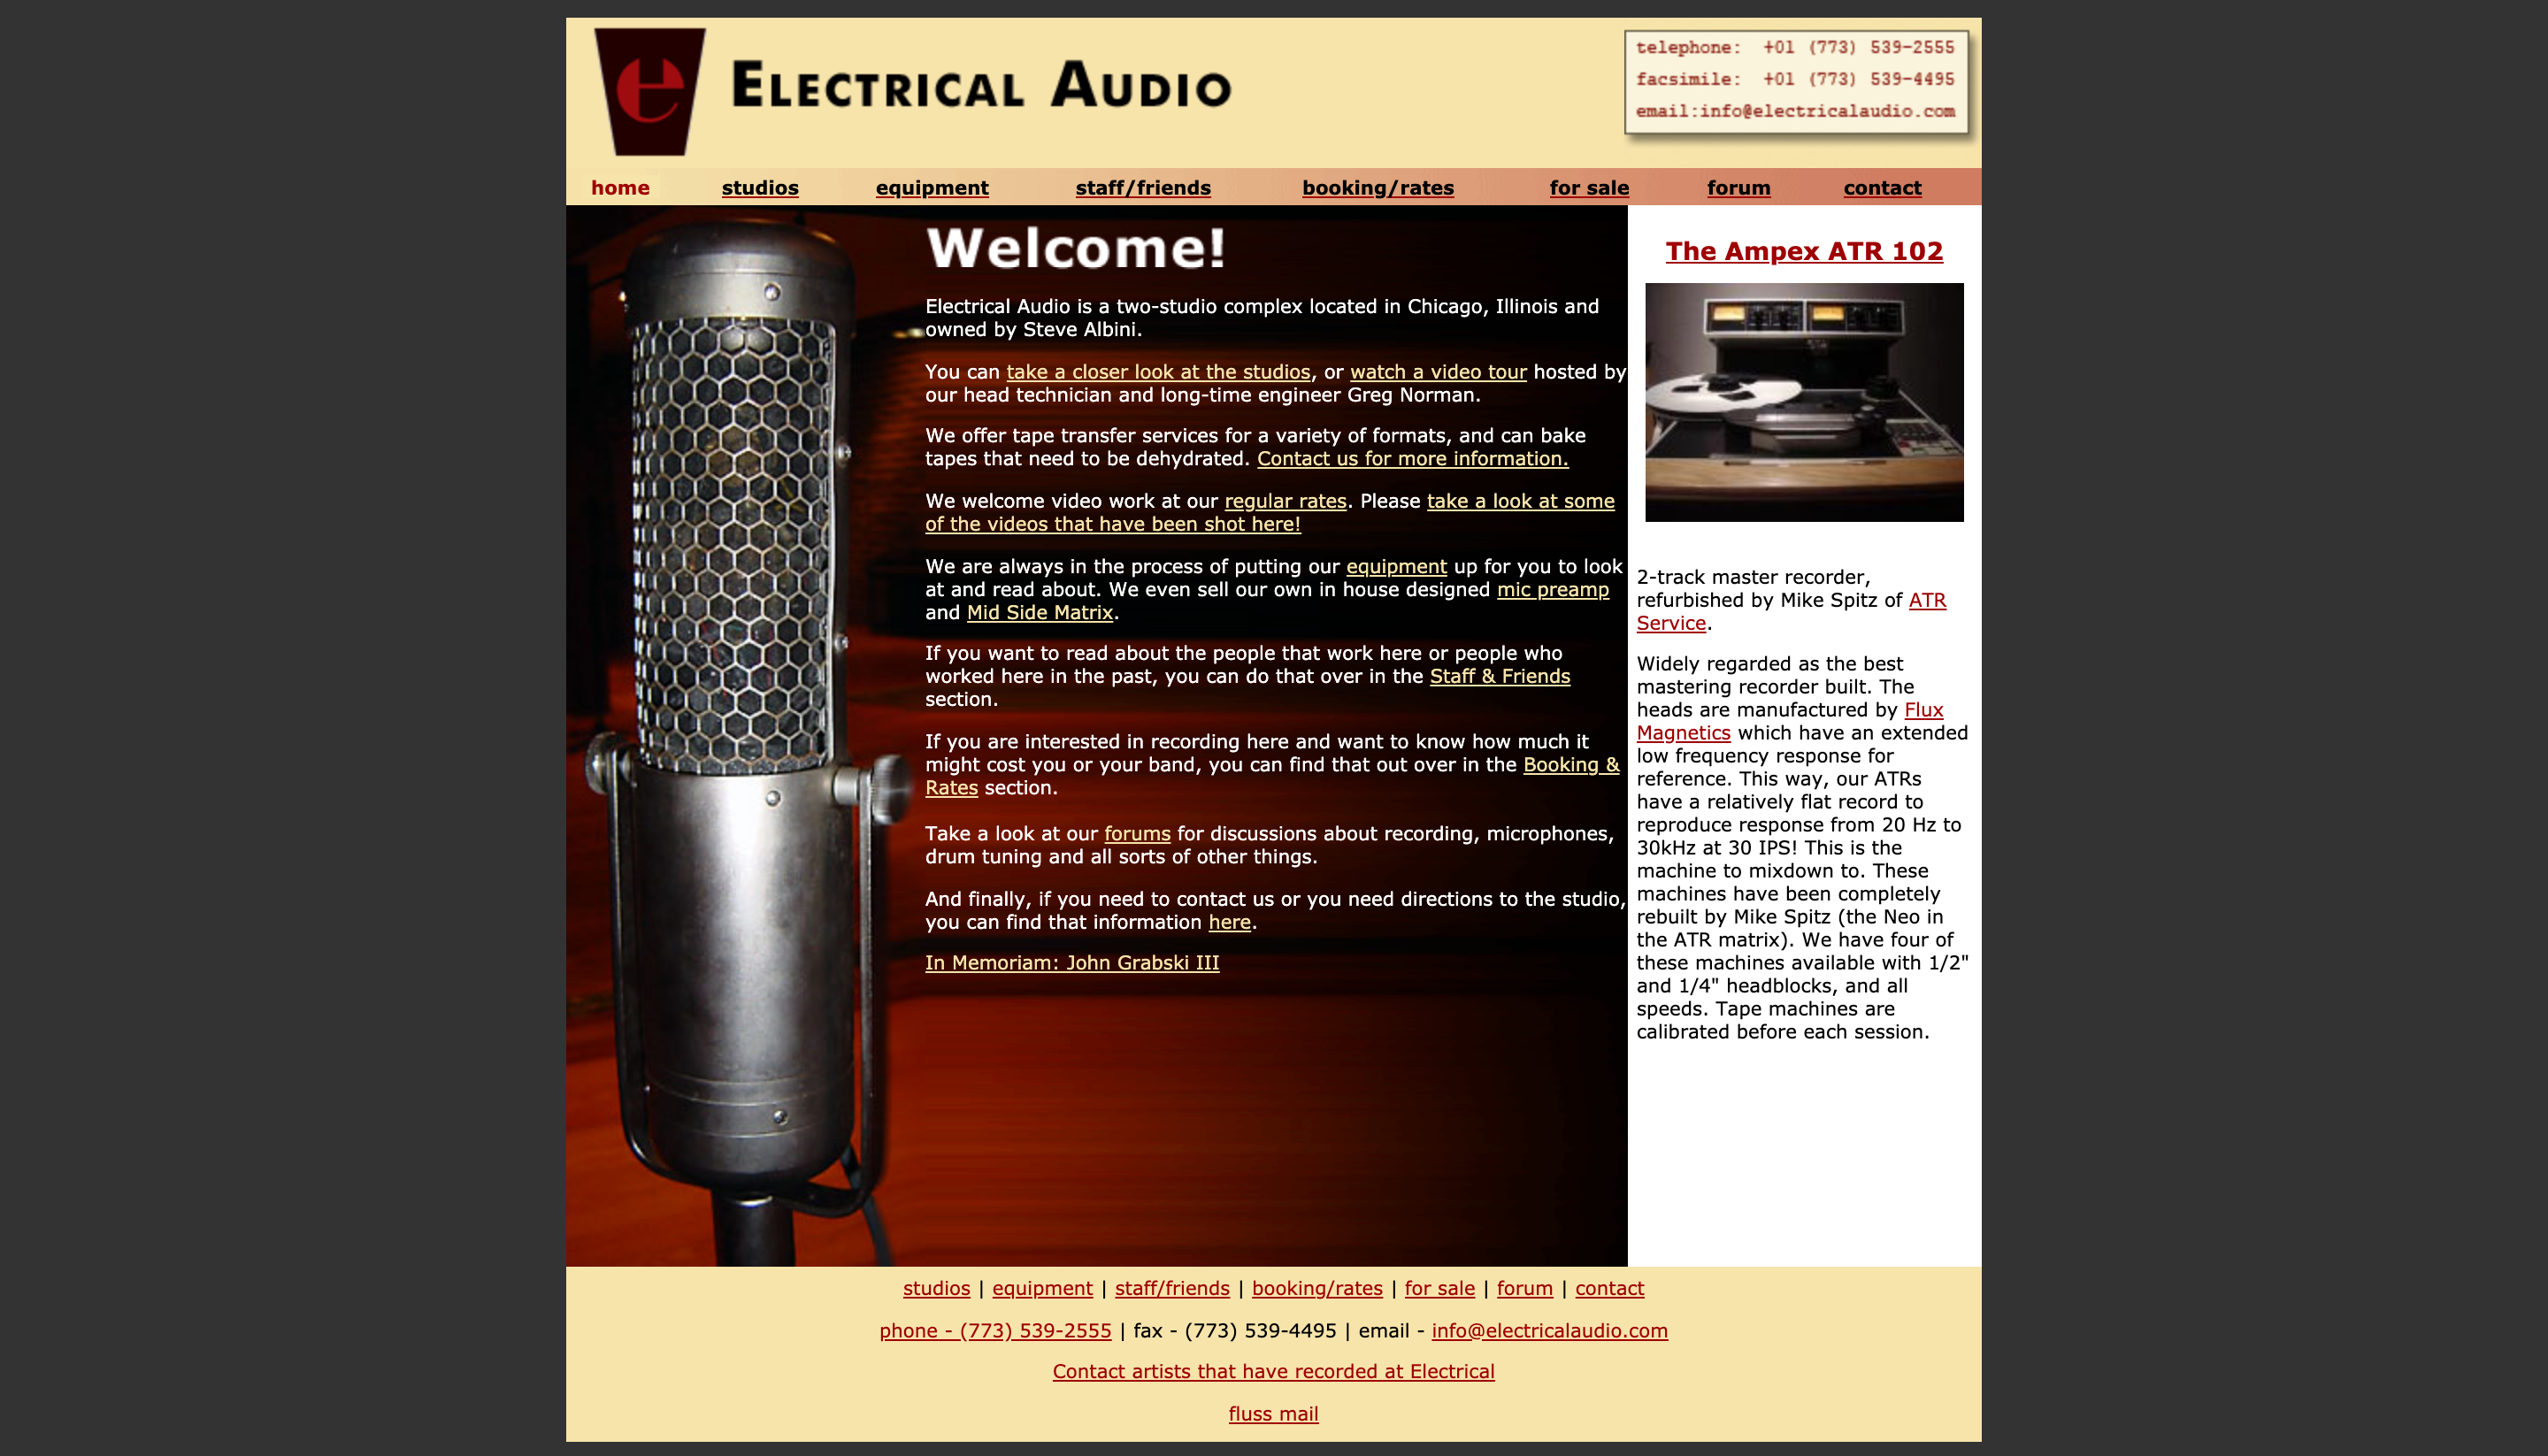 e
ELECTRICAL AUDIO
telephone: +01 (773) 539-2555
facsimile: +01 (773) 539-4495
email:info@electricalaudio.com
home studios equipment staff/friends booking/rates for sale forum contact
Welcome!
Electrical Audio is a two-studio complex located in Chicago, Illinois and
owned by Steve Albini.
You can take a closer look at the studios, or watch a video tour hosted by
our head technician and long-time engineer Greg Norman.
We offer tape transfer services for a variety of formats, and can bake
tapes that need to be dehydrated. Contact us for more information.
We welcome video work at our regular rates. Please take a look at some
of the videos that have been shot here!
We are always in the process of putting our equipment up for you to look
at and read about. We even sell our own in house designed mic preamp
and Mid Side Matrix.
If you want to read about the people that work here or people who
worked here in the past, you can do that over in the Staff & Friends
section.
If you are interested in recording here and want to know how much it
might cost you or your band, you can find that out over in the Booking &
Rates section.
Take a look at our forums for discussions about recording, microphones,
drum tuning and all sorts of other things.
And finally, if you need to contact us or you need directions to the studio,
you can find that information here.
In Memoriam: John Grabski III
The Ampex ATR 102
2-track master recorder,
refurbished by Mike Spitz of ATR
Service.
Widely regarded as the best
mastering recorder built. The
heads are manufactured by Flux
Magnetics which have an extended
low frequency response for
reference. This way, our ATRs
have a relatively flat record to
reproduce response from 20 Hz to
30kHz at 30 IPS! This is the
machine to mixdown to. These
machines have been completely
rebuilt by Mike Spitz (the Neo in
the ATR matrix). We have four of
these machines available with 1/2"
and 1/4" headblocks, and all
speeds. Tape machines are
calibrated before each session.
studios | equipment | staff/friends | booking/rates | for sale | forum | contact
phone - (773) 539-2555 | fax - (773) 539-4495 | email - info@electricalaudio.com
Contact artists that have recorded at Electrical
fluss mail